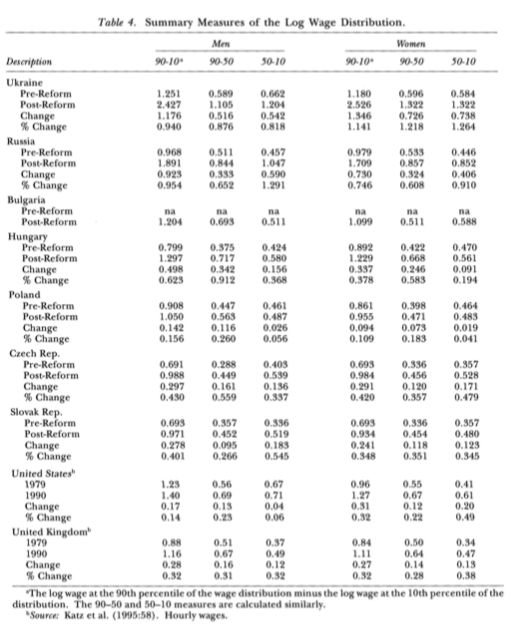 Table 4. Summary Measures of the Log Wage Distribution.
Men Women
Description 90-10ᵃ 90-50 50-10 90-10ᵃ 90-50 50-10
Ukraine
Pre-Reform 1.251 0.589 0.662 1.180 0.596 0.584
Post-Reform 2.427 1.105 1.204 2.526 1.322 1.322
Change 1.176 0.516 0.542 1.346 0.726 0.738
% Change 0.940 0.876 0.818 1.141 1.218 1.264
Russia
Pre-Reform 0.968 0.511 0.457 0.979 0.533 0.446
Post-Reform 1.891 0.844 1.047 1.709 0.857 0.852
Change 0.923 0.333 0.590 0.730 0.324 0.406
% Change 0.954 0.652 1.291 0.746 0.608 0.910
Bulgaria
Pre-Reform na na na na na na
Post-Reform 1.204 0.693 0.511 1.099 0.511 0.588
Hungary
Pre-Reform 0.799 0.375 0.424 0.892 0.422 0.470
Post-Reform 1.297 0.717 0.580 1.229 0.668 0.561
Change 0.498 0.342 0.156 0.337 0.246 0.091
% Change 0.623 0.912 0.368 0.378 0.583 0.194
Poland
Pre-Reform 0.908 0.447 0.461 0.861 0.398 0.464
Post-Reform 1.050 0.563 0.487 0.955 0.471 0.483
Change 0.142 0.116 0.026 0.094 0.073 0.019
% Change 0.156 0.260 0.056 0.109 0.183 0.041
Czech Rep.
Pre-Reform 0.691 0.288 0.403 0.693 0.336 0.357
Post-Reform 0.988 0.449 0.539 0.984 0.456 0.528
Change 0.297 0.161 0.136 0.291 0.120 0.171
% Change 0.430 0.559 0.337 0.420 0.357 0.479
Slovak Rep.
Pre-Reform 0.693 0.357 0.336 0.693 0.336 0.357
Post-Reform 0.971 0.452 0.519 0.934 0.454 0.480
Change 0.278 0.095 0.183 0.241 0.118 0.123
% Change 0.401 0.266 0.545 0.348 0.351 0.345
United Statesᵇ
1979 1.23 0.56 0.67 0.96 0.55 0.41
1990 1.40 0.69 0.71 1.27 0.67 0.61
Change 0.17 0.13 0.04 0.31 0.12 0.20
% Change 0.14 0.23 0.06 0.32 0.22 0.49
United Kingdomᵇ
1979 0.88 0.51 0.37 0.84 0.50 0.34
1990 1.16 0.67 0.49 1.11 0.64 0.47
Change 0.28 0.16 0.12 0.27 0.14 0.13
% Change 0.32 0.31 0.32 0.32 0.28 0.38
ᵃThe log wage at the 90th percentile of the wage distribution minus the log wage at the 10th percentile of the
distribution. The 90–50 and 50–10 measures are calculated similarly.
ᵇSource: Katz et al. (1995:58). Hourly wages.